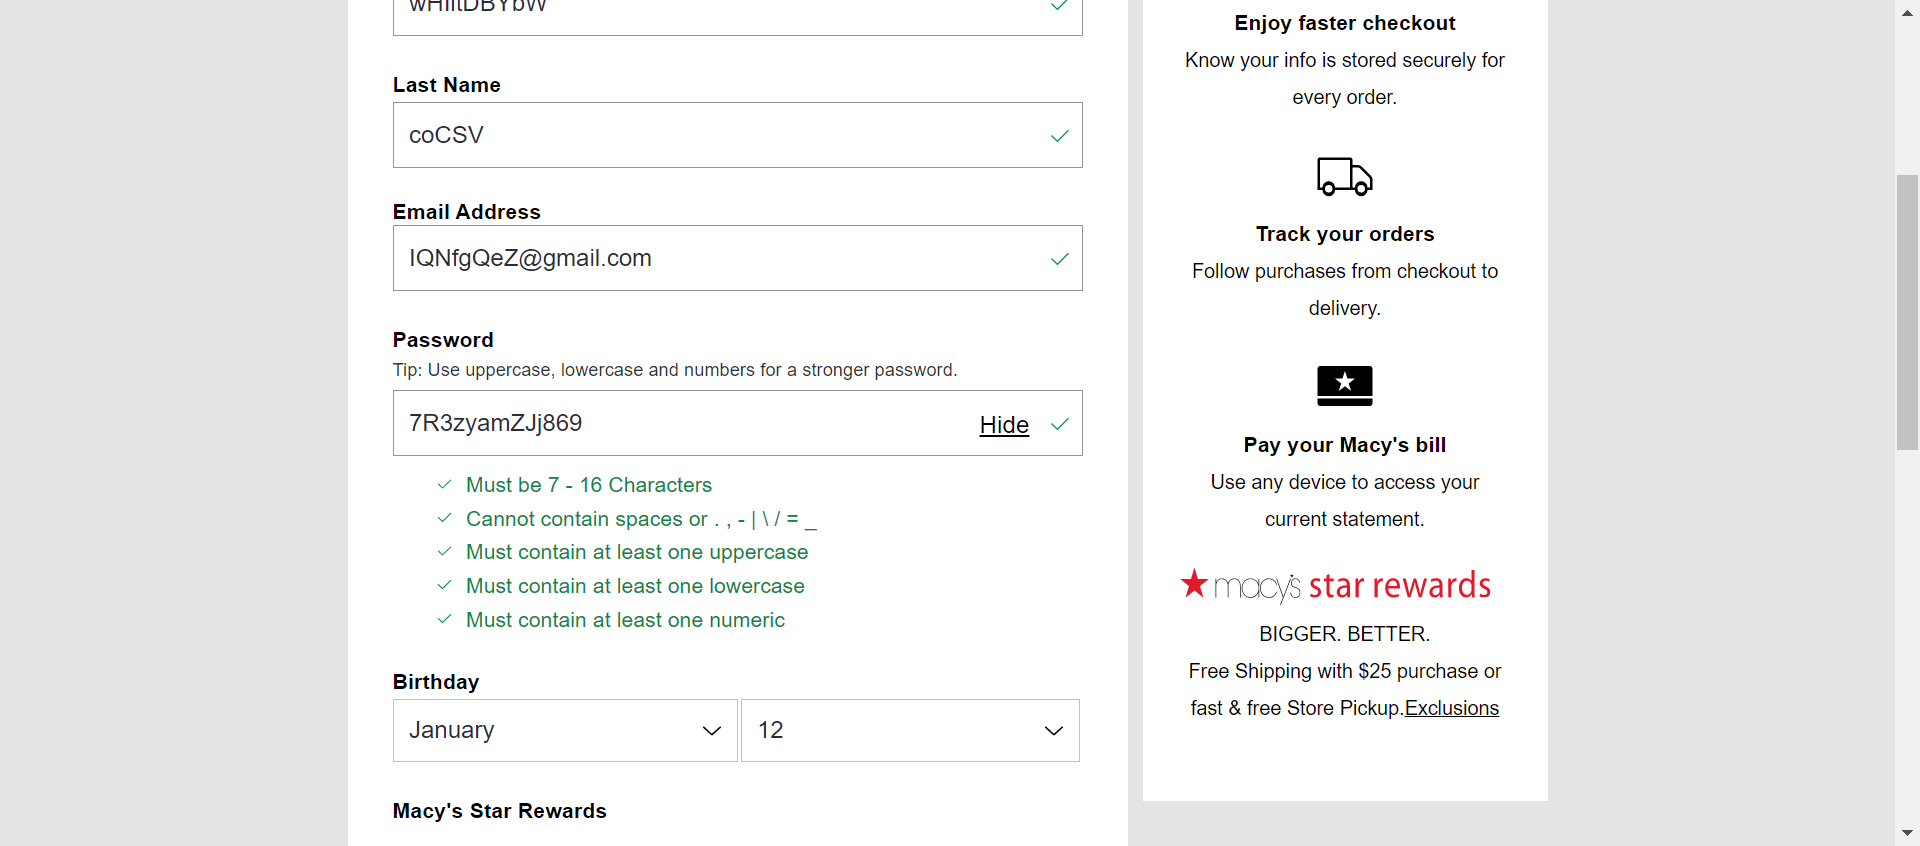 Last Name
coCSV
Email Address
IQNfgQeZ@gmail.com
Password
Tip: Use uppercase, lowercase and numbers for a stronger password.
7R3zyamZJj869
Hide
Must be 7 - 16 Characters
Cannot contain spaces or . , - | \ / = _
Must contain at least one uppercase
Must contain at least one lowercase
Must contain at least one numeric
Birthday
January
12
Macy's Star Rewards
Enjoy faster checkout
Know your info is stored securely for
every order.
Track your orders
Follow purchases from checkout to
delivery.
Pay your Macy's bill
Use any device to access your
current statement.
macy's star rewards
BIGGER. BETTER.
Free Shipping with $25 purchase or
fast & free Store Pickup.Exclusions